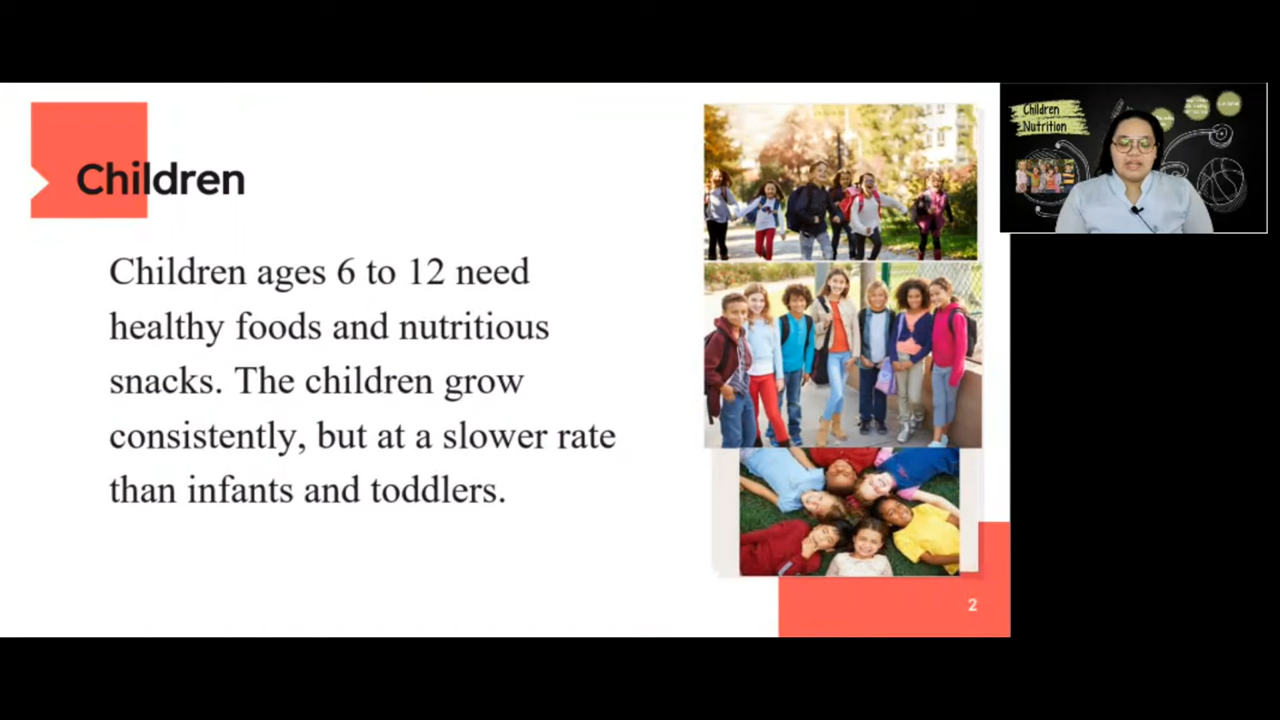 Children
Children ages 6 to 12 need
healthy foods and nutritious
snacks. The children grow
consistently, but at a slower rate
than infants and toddlers.
2
Children
Nutrition